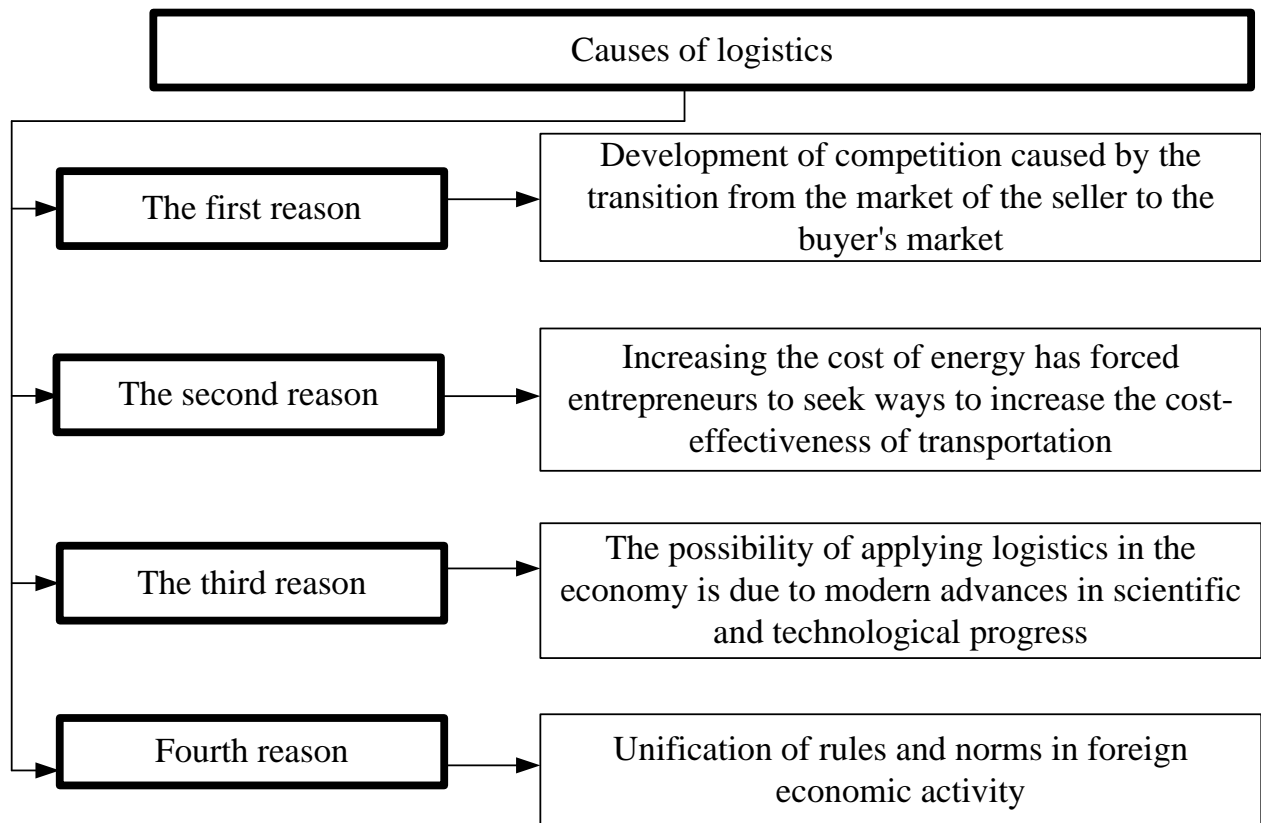 Causes of logistics
The first reason
Development of competition caused by the
transition from the market of the seller to the
buyer's market
The second reason
Increasing the cost of energy has forced
entrepreneurs to seek ways to increase the cost-
effectiveness of transportation
The third reason
The possibility of applying logistics in the
economy is due to modern advances in scientific
and technological progress
Fourth reason
Unification of rules and norms in foreign
economic activity